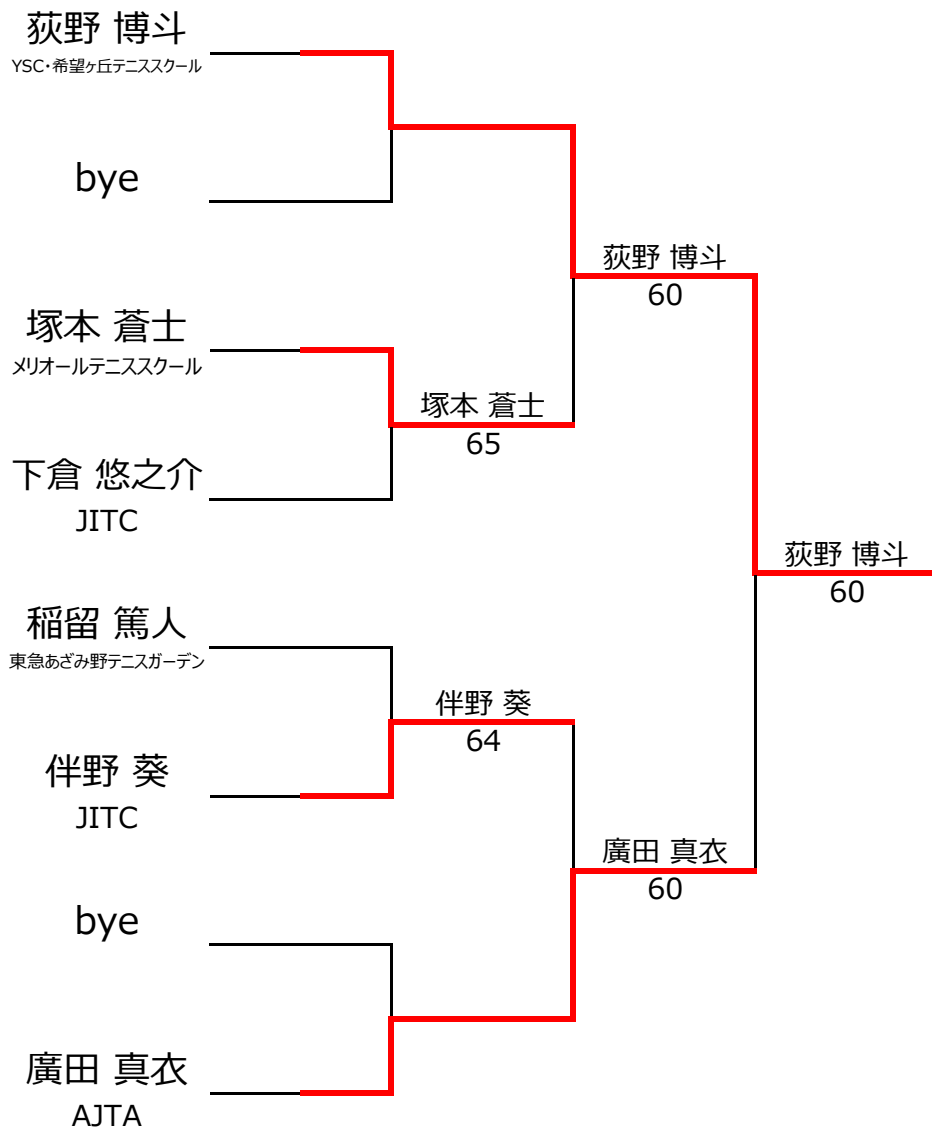 荻野 博斗
YSC・希望ヶ丘テニススクール
bye
荻野 博斗
60
塚本 蒼士
メリオールテニススクール
塚本 蒼士
65
下倉 悠之介
JITC
荻野 博斗
60
稲留 篤人
東急あざみ野テニスガーデン
伴野 葵
64
伴野 葵
JITC
廣田 真衣
60
bye
廣田 真衣
AJTA